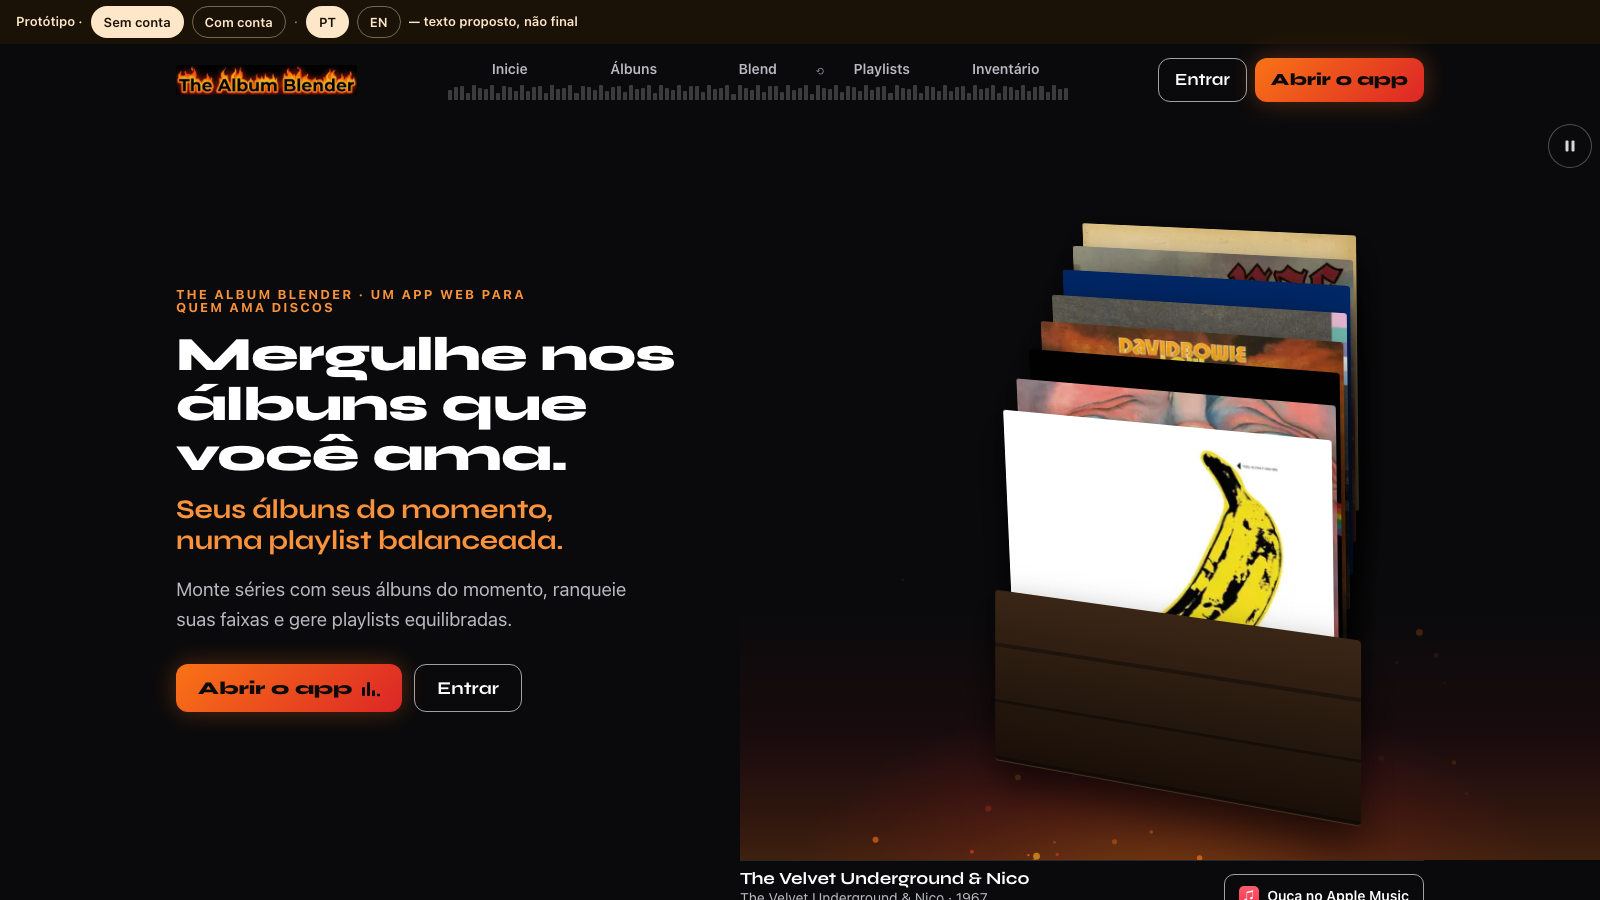 Protótipo · Sem conta Com conta · PT EN — texto proposto, não final
The Album Blender
Inicie Álbuns Blend Playlists Inventário
Entrar Abrir o app
THE ALBUM BLENDER · UM APP WEB PARA
QUEM AMA DISCOS
Mergulhe nos
álbuns que
você ama.
Seus álbuns do momento,
numa playlist balanceada.
Monte séries com seus álbuns do momento, ranqueie
suas faixas e gere playlists equilibradas.
Abrir o app Entrar
DAVID BOWIE
The Velvet Underground & Nico
The Velvet Underground & Nico · 1967
Ouça no Apple Music